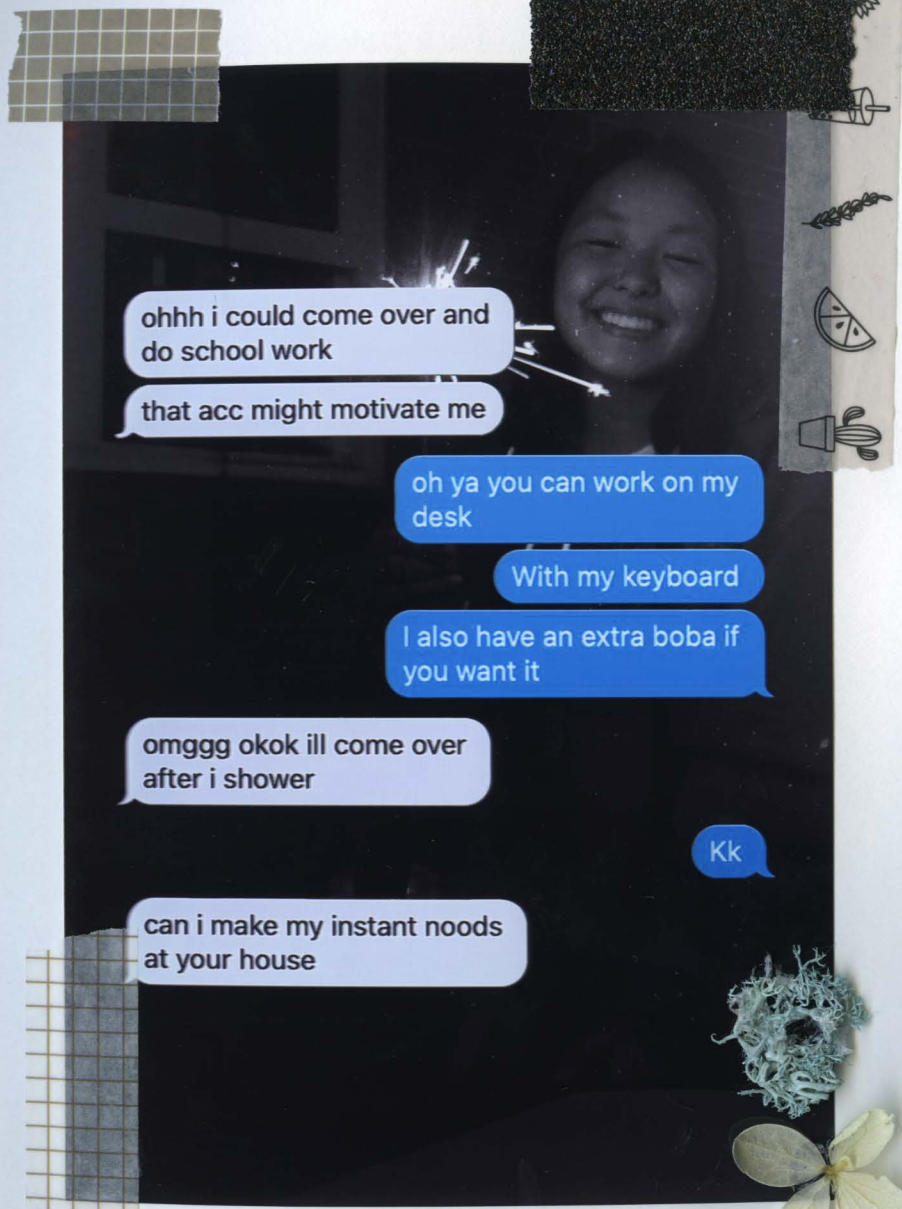 ohhh i could come over and
do school work
that acc might motivate me
oh ya you can work on my
desk
With my keyboard
I also have an extra boba if
you want it
omggg okok ill come over
after i shower
Kk
can i make my instant noods
at your house